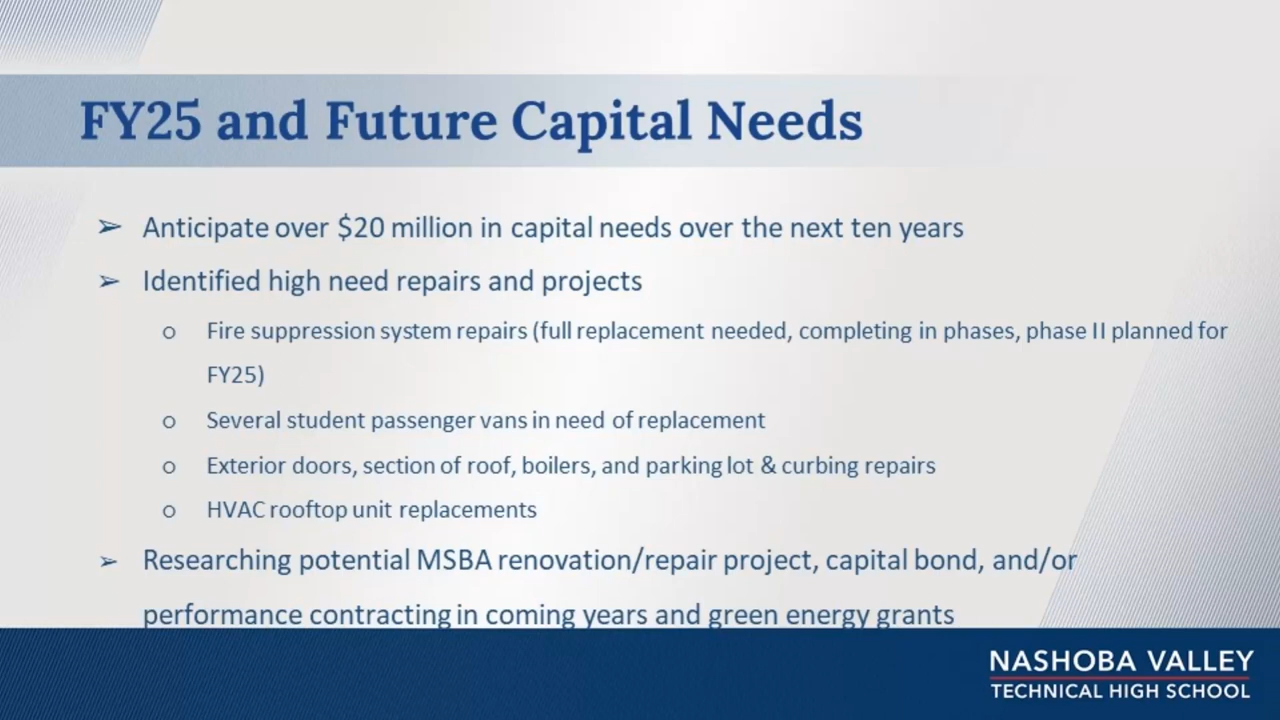 FY25 and Future Capital Needs
➢ Anticipate over $20 million in capital needs over the next ten years
➢ Identified high need repairs and projects
o Fire suppression system repairs (full replacement needed, completing in phases, phase II planned for
FY25)
o Several student passenger vans in need of replacement
o Exterior doors, section of roof, boilers, and parking lot & curbing repairs
o HVAC rooftop unit replacements
➢ Researching potential MSBA renovation/repair project, capital bond, and/or
performance contracting in coming years and green energy grants
NASHOBA VALLEY
TECHNICAL HIGH SCHOOL